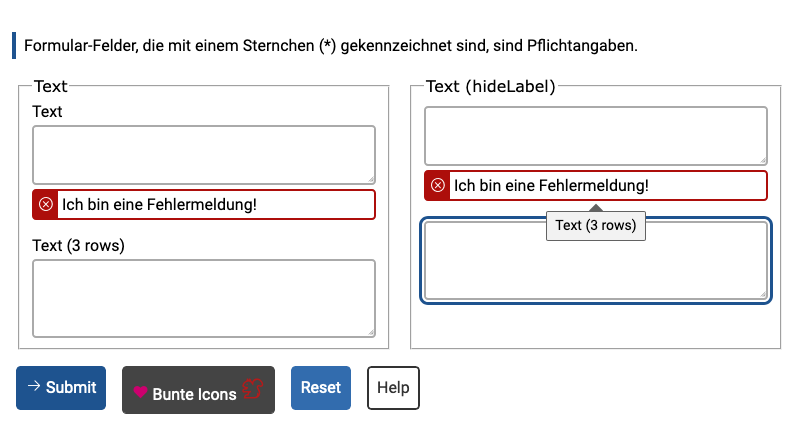 Formular-Felder, die mit einem Sternchen (*) gekennzeichnet sind, sind Pflichtangaben.
Text
Text
Ich bin eine Fehlermeldung!
Text (3 rows)
Text (hideLabel)
Ich bin eine Fehlermeldung!
Text (3 rows)
Submit
Bunte Icons
Reset
Help